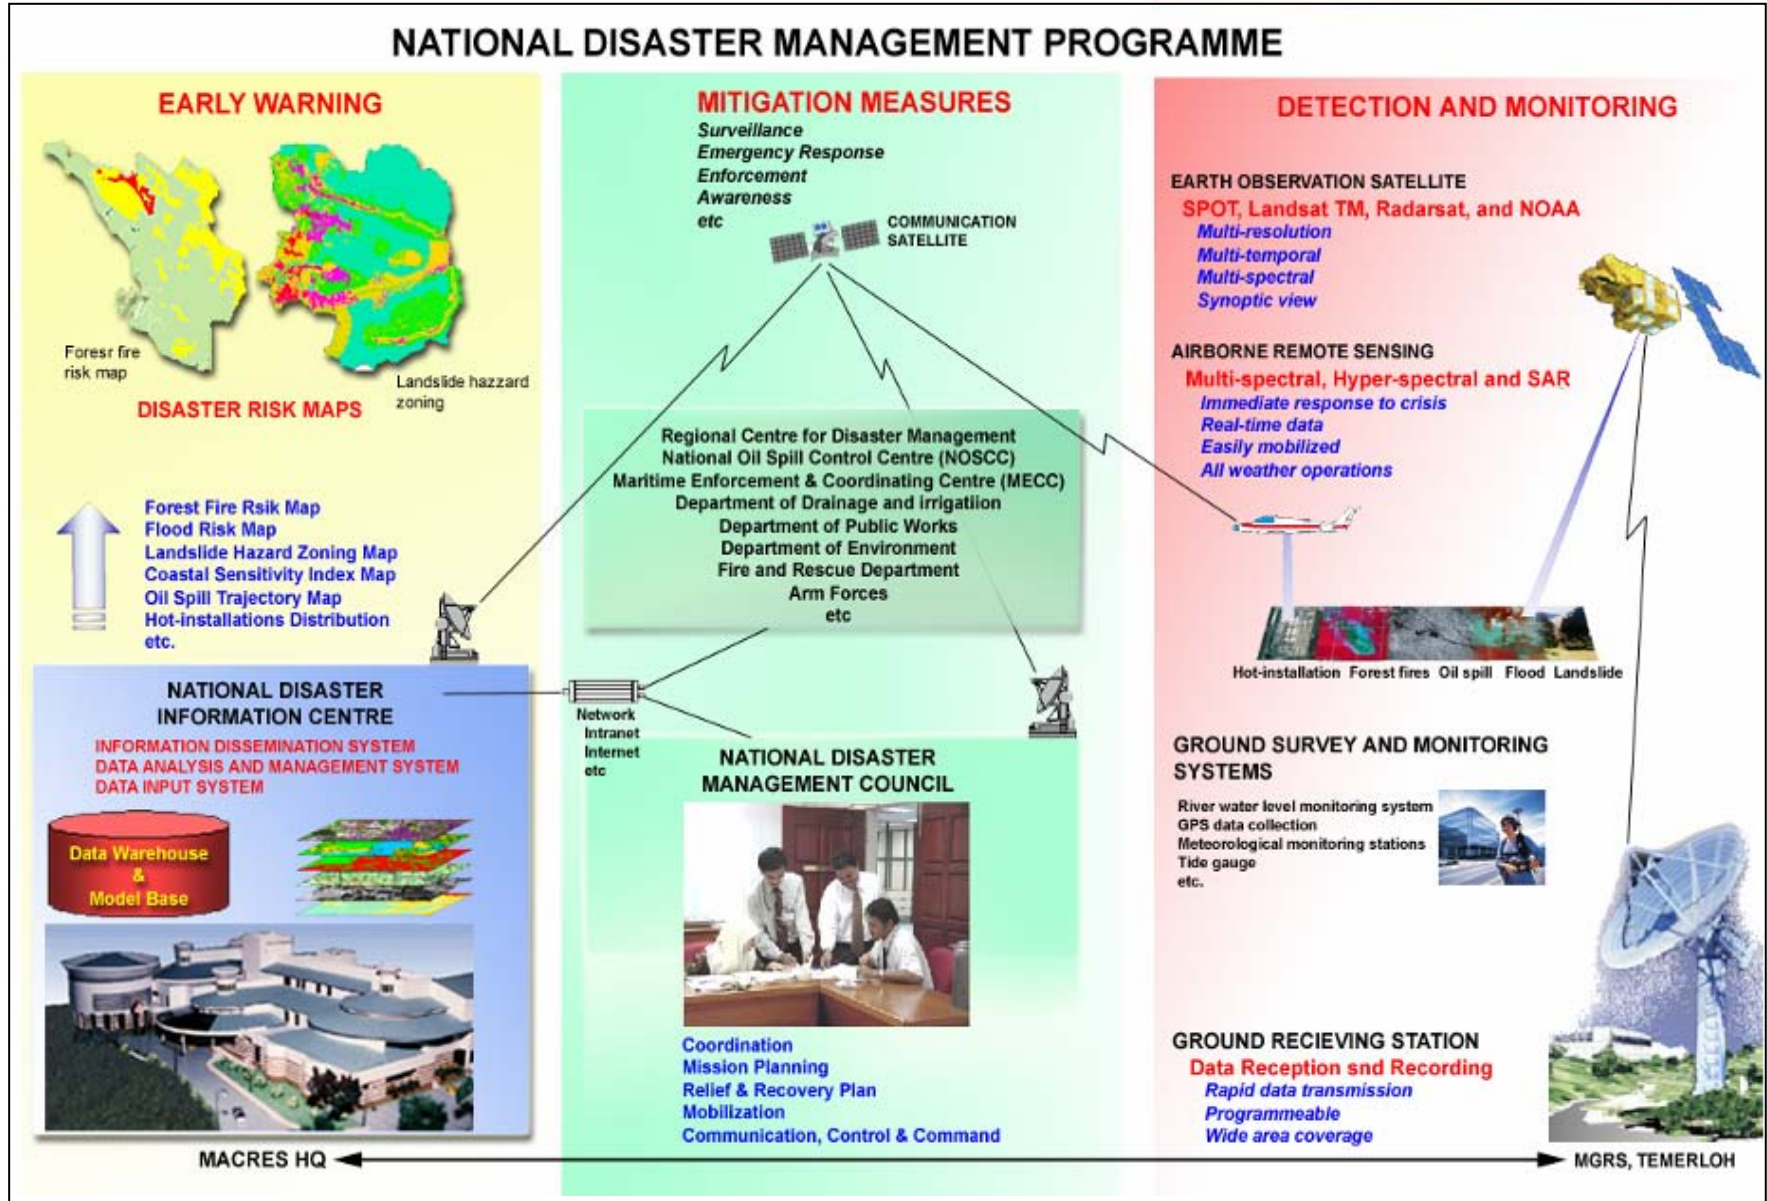 NATIONAL DISASTER MANAGEMENT PROGRAMME
EARLY WARNING
Foresr fire
risk map
Landslide hazzard
zoning
DISASTER RISK MAPS
Forest Fire Rsik Map
Flood Risk Map
Landslide Hazard Zoning Map
Coastal Sensitivity Index Map
Oil Spill Trajectory Map
Hot-installations Distribution
etc.
NATIONAL DISASTER
INFORMATION CENTRE
INFORMATION DISSEMINATION SYSTEM
DATA ANALYSIS AND MANAGEMENT SYSTEM
DATA INPUT SYSTEM
Data Warehouse
&
Model Base
MACRES HQ
MITIGATION MEASURES
Surveillance
Emergency Response
Enforcement
Awareness
etc
COMMUNICATION
SATELLITE
Regional Centre for Disaster Management
National Oil Spill Control Centre (NOSCC)
Maritime Enforcement & Coordinating Centre (MECC)
Department of Drainage and irrigatiion
Department of Public Works
Department of Environment
Fire and Rescue Department
Arm Forces
etc
Network
Intranet
Internet
etc
NATIONAL DISASTER
MANAGEMENT COUNCIL
Coordination
Mission Planning
Relief & Recovery Plan
Mobilization
Communication, Control & Command
DETECTION AND MONITORING
EARTH OBSERVATION SATELLITE
SPOT, Landsat TM, Radarsat, and NOAA
Multi-resolution
Multi-temporal
Multi-spectral
Synoptic view
AIRBORNE REMOTE SENSING
Multi-spectral, Hyper-spectral and SAR
Immediate response to crisis
Real-time data
Easily mobilized
All weather operations
Hot-installation Forest fires Oil spill Flood Landslide
GROUND SURVEY AND MONITORING
SYSTEMS
River water level monitoring system
GPS data collection
Meteorological monitoring stations
Tide gauge
etc.
GROUND RECIEVING STATION
Data Reception snd Recording
Rapid data transmission
Programmeable
Wide area coverage
MGRS, TEMERLOH